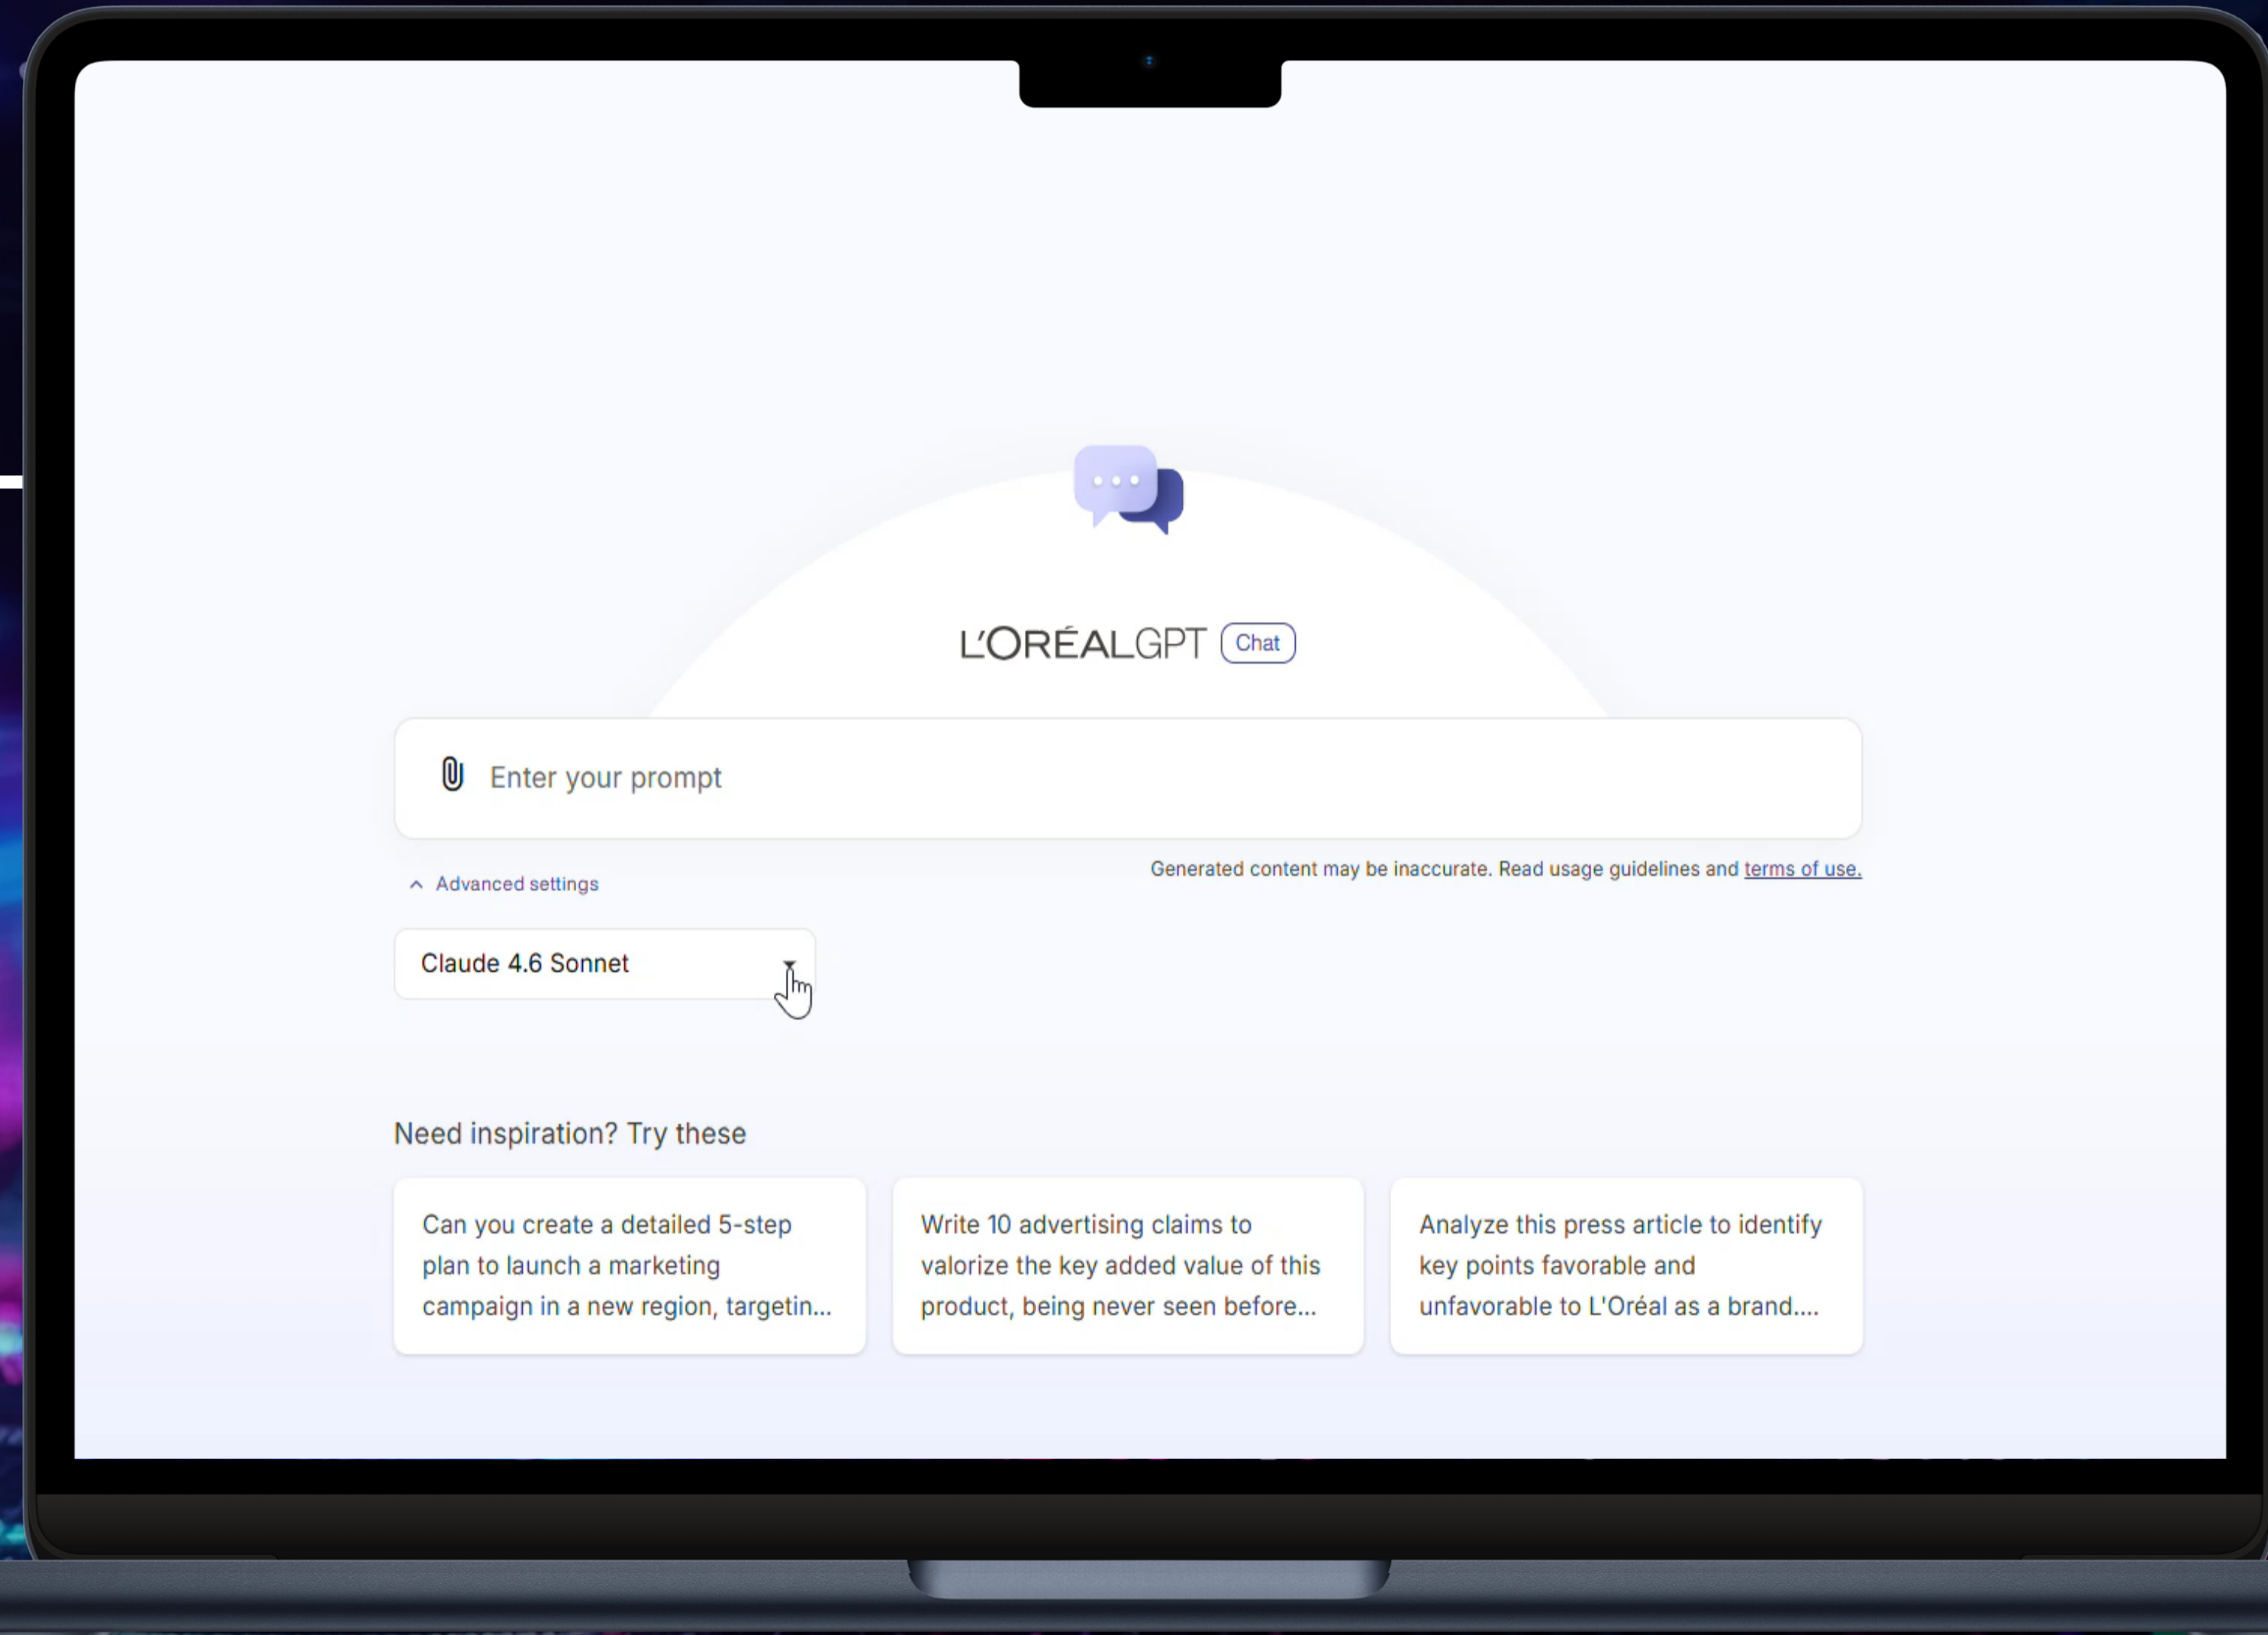 L'ORÉALGPT Chat
Enter your prompt
Generated content may be inaccurate. Read usage guidelines and terms of use.
Advanced settings
Claude 4.6 Sonnet
Need inspiration? Try these
Can you create a detailed 5-step
plan to launch a marketing
campaign in a new region, targetin...
Write 10 advertising claims to
valorize the key added value of this
product, being never seen before...
Analyze this press article to identify
key points favorable and
unfavorable to L'Oréal as a brand....